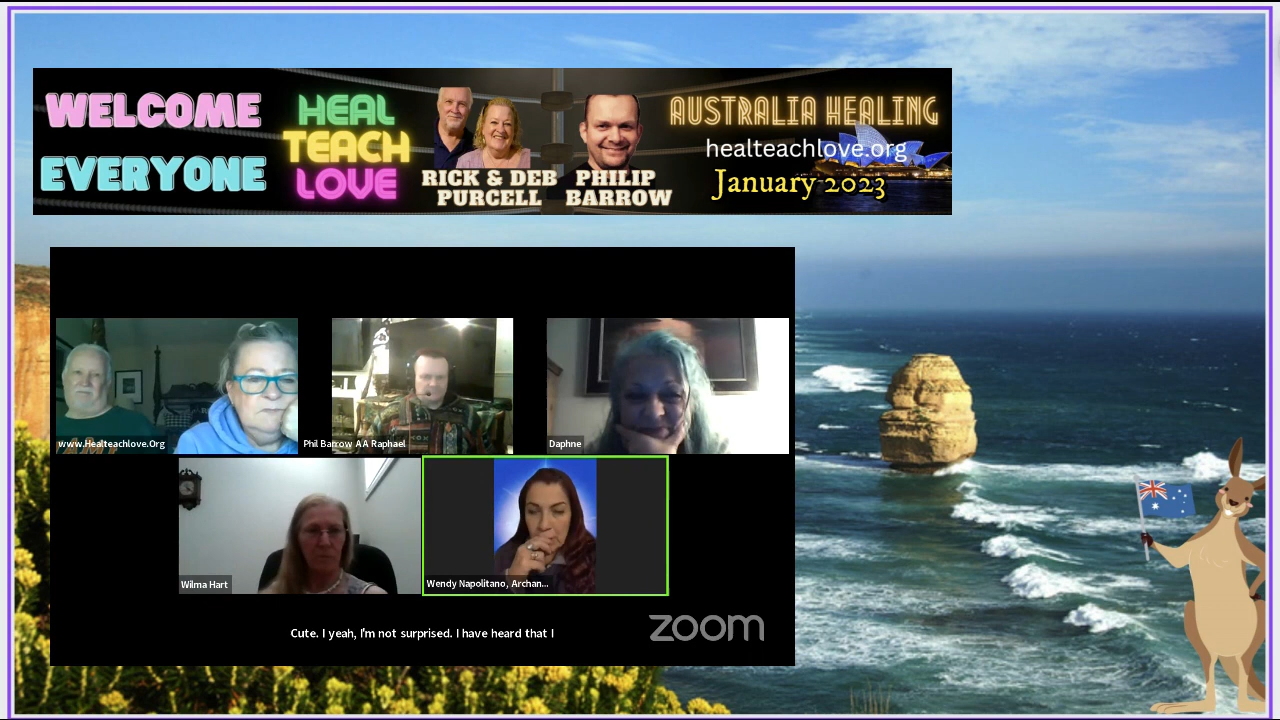 WELCOME
EVERYONE
HEAL
TEACH
LOVE
RICK & DEB
PURCELL
PHILIP
BARROW
AUSTRALIA HEALING
healteachlove.org
January 2023
www.Healteachlove.Org
Phil Barrow AA Raphael
Daphne
Wilma Hart
Wendy Napolitano, Archan...
Cute. I yeah, I'm not surprised. I have heard that I
zoom